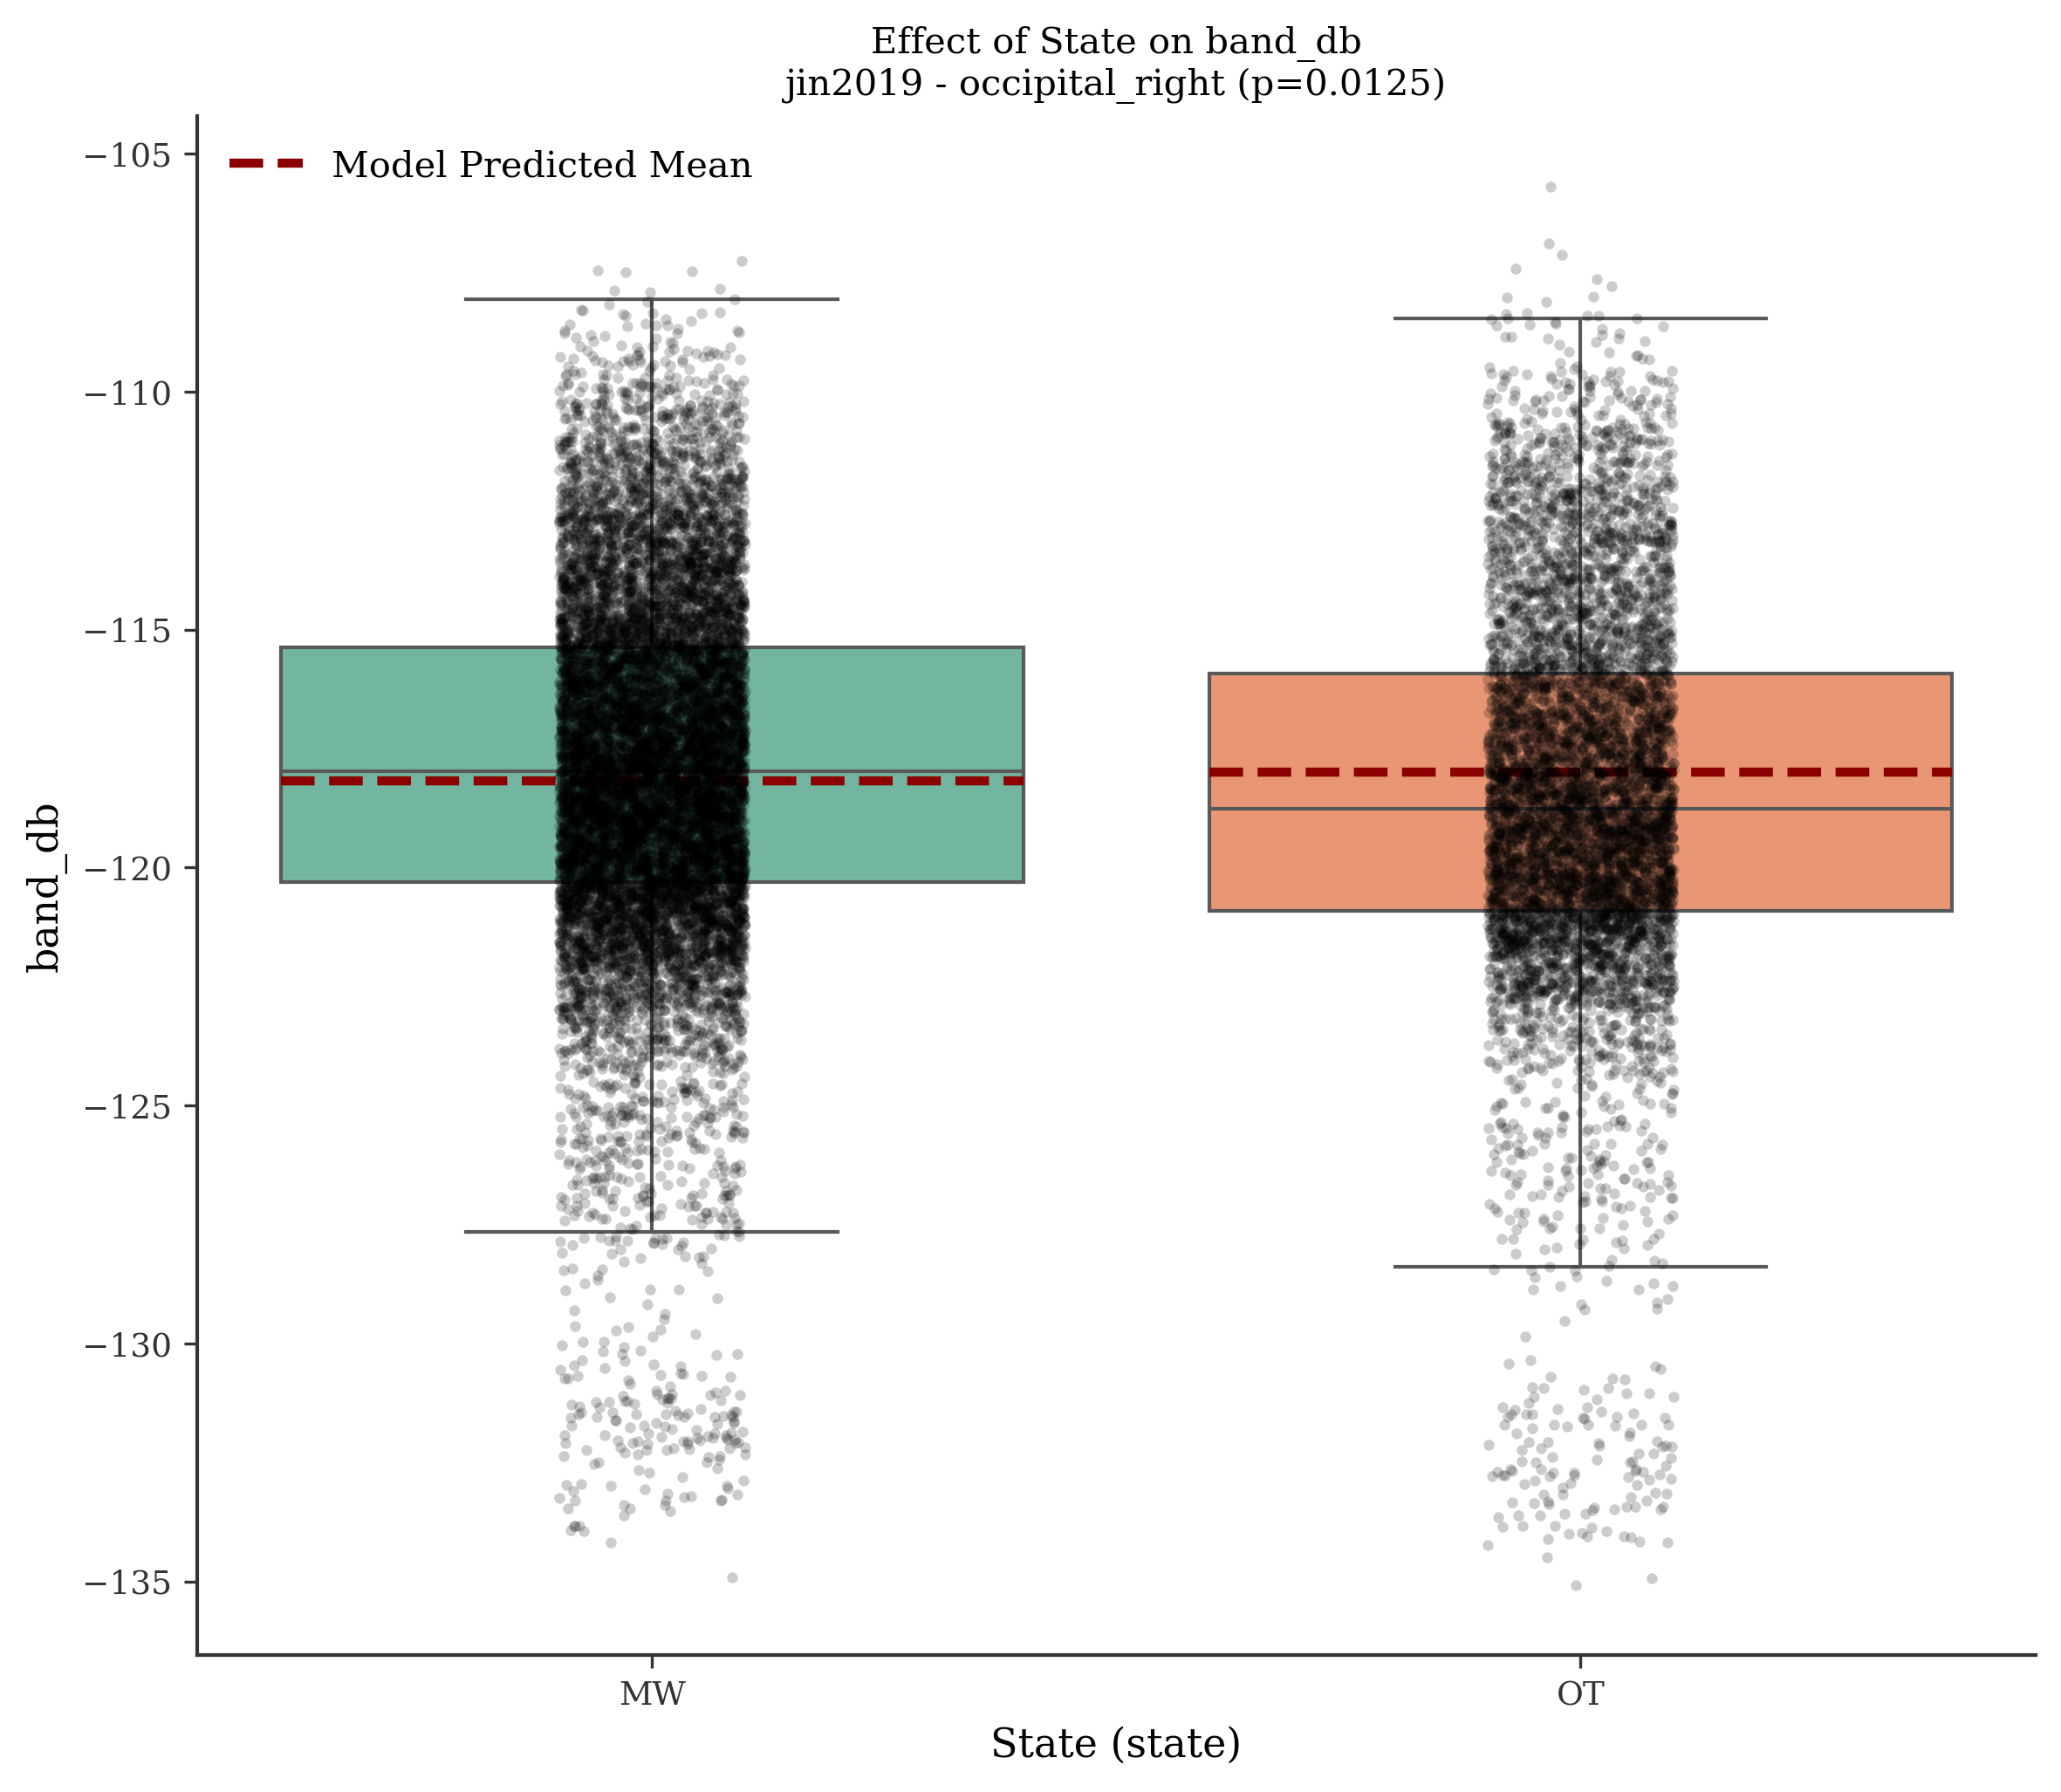 Effect of State on band_db
jin2019 - occipital_right (p=0.0125)
Model Predicted Mean
−105
−110
−115
−120
−125
−130
−135
band_db
MW
OT
State (state)